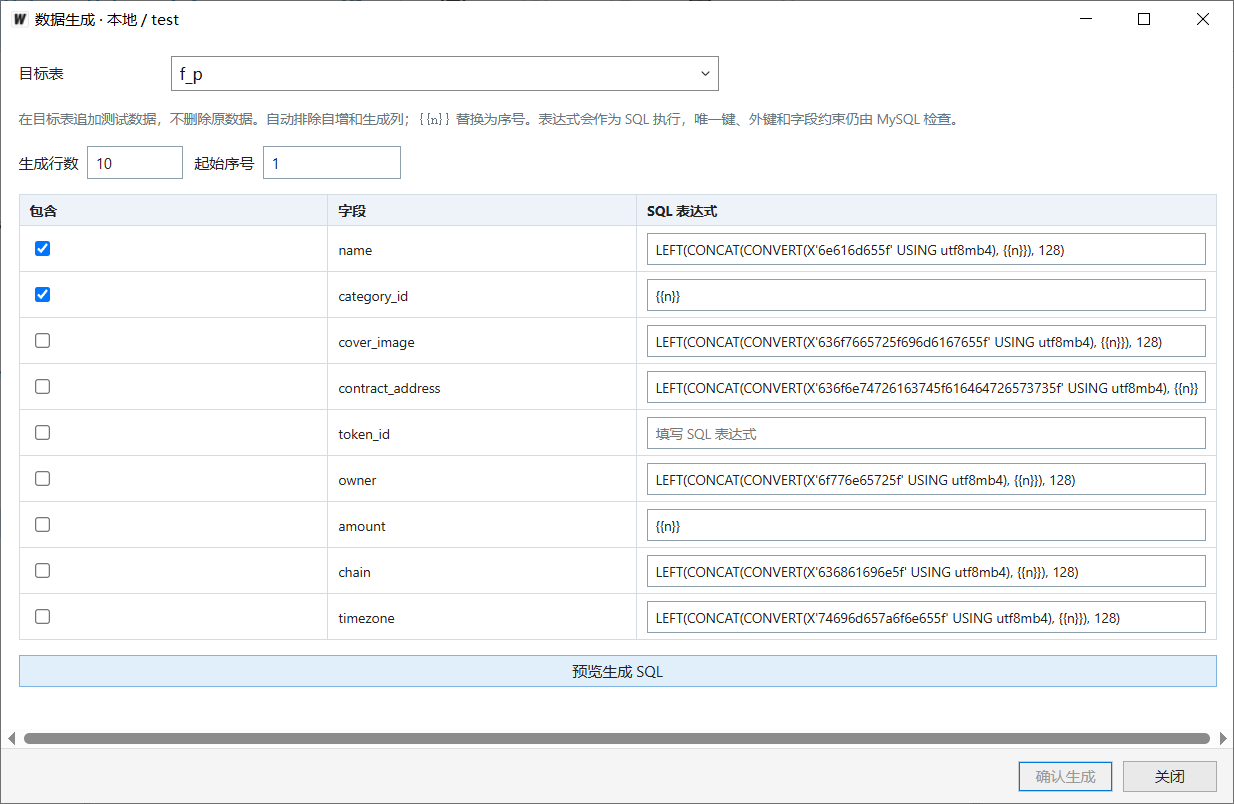 W 数据生成 · 本地 / test
目标表 f_p
在目标表追加测试数据，不删除原数据。自动排除自增和生成列；{{n}} 替换为序号。表达式会作为 SQL 执行，唯一键、外键和字段约束仍由 MySQL 检查。
生成行数 10 起始序号 1
包含 字段 SQL 表达式
name LEFT(CONCAT(CONVERT(X'6e616d655f' USING utf8mb4), {{n}}), 128)
category_id {{n}}
cover_image LEFT(CONCAT(CONVERT(X'636f7665725f696d6167655f' USING utf8mb4), {{n}}), 128)
contract_address LEFT(CONCAT(CONVERT(X'636f6e74726163745f616464726573735f' USING utf8mb4), {{n}}
token_id 填写 SQL 表达式
owner LEFT(CONCAT(CONVERT(X'6f776e65725f' USING utf8mb4), {{n}}), 128)
amount {{n}}
chain LEFT(CONCAT(CONVERT(X'636861696e5f' USING utf8mb4), {{n}}), 128)
timezone LEFT(CONCAT(CONVERT(X'74696d657a6f6e655f' USING utf8mb4), {{n}}), 128)
预览生成 SQL
确认生成 关闭